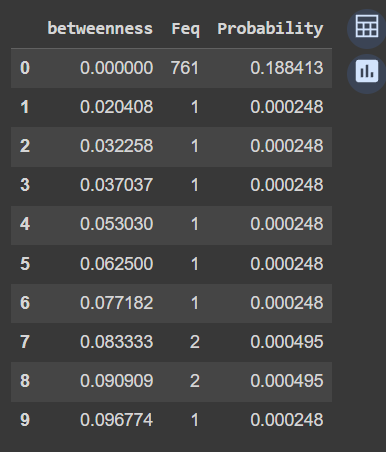 betweenness Feq Probability
0 0.000000 761 0.188413
1 0.020408 1 0.000248
2 0.032258 1 0.000248
3 0.037037 1 0.000248
4 0.053030 1 0.000248
5 0.062500 1 0.000248
6 0.077182 1 0.000248
7 0.083333 2 0.000495
8 0.090909 2 0.000495
9 0.096774 1 0.000248